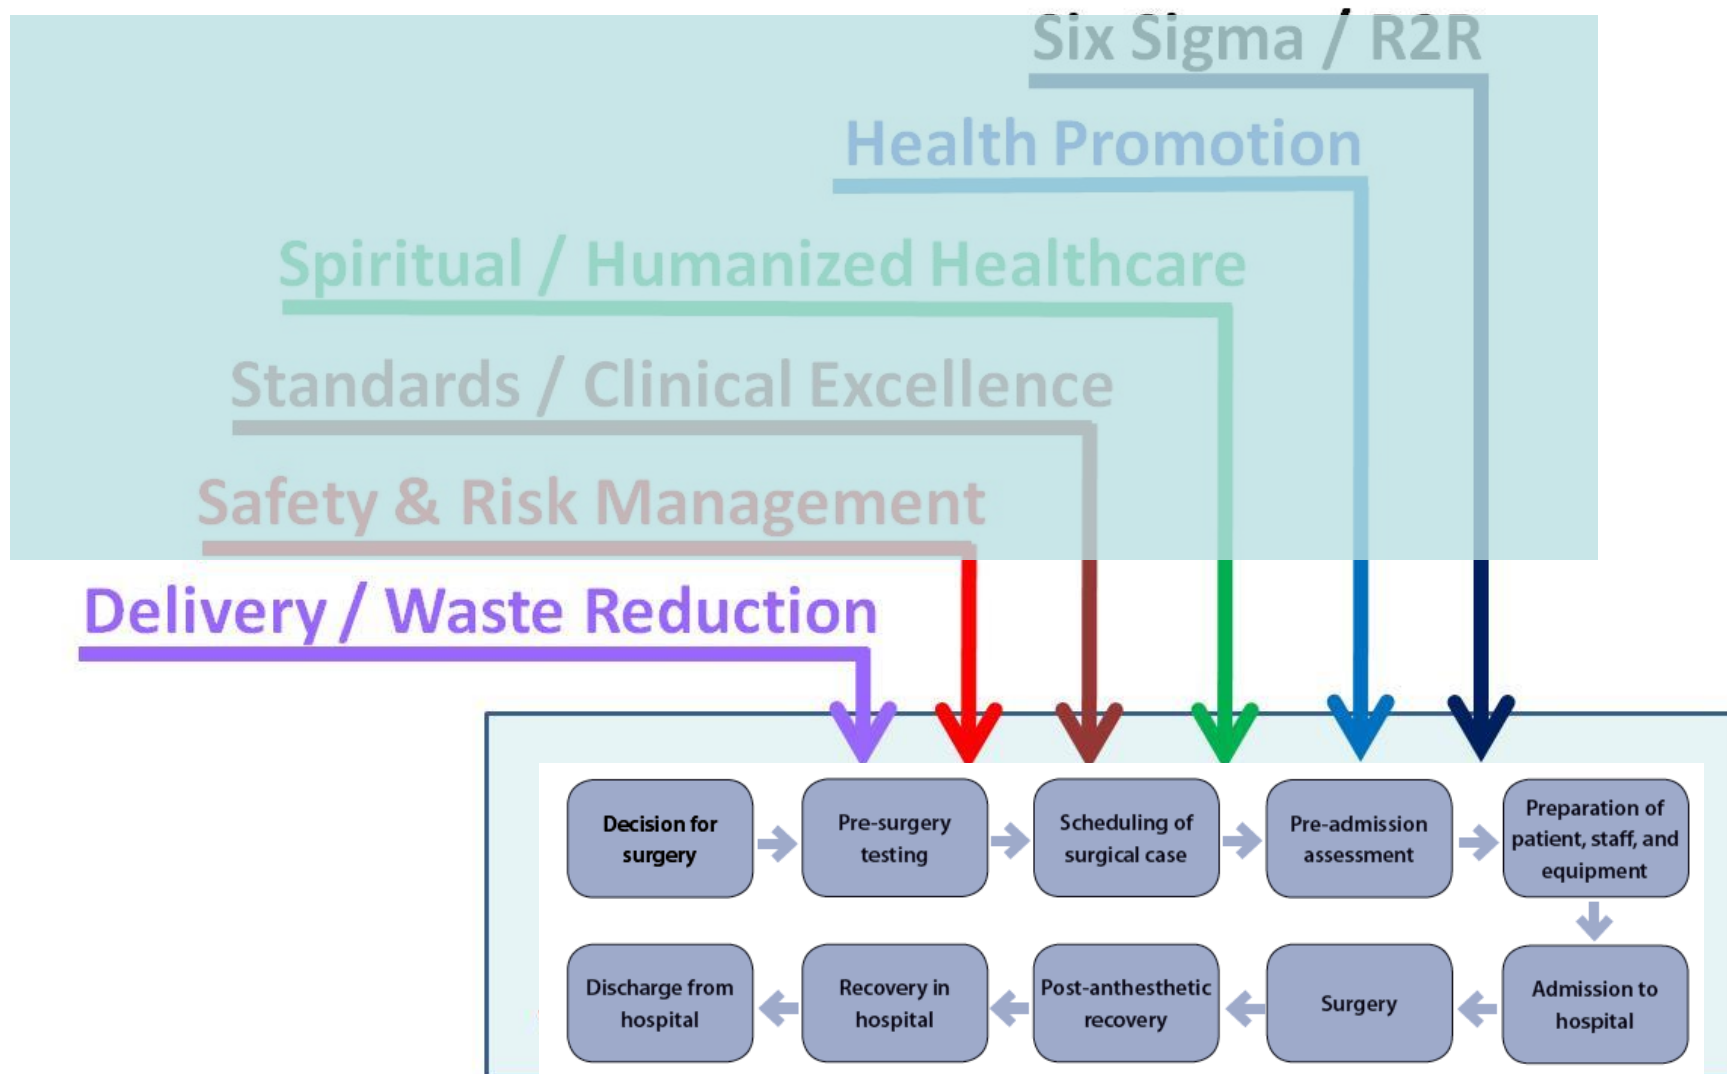 Six Sigma / R2R
Health Promotion
Spiritual / Humanized Healthcare
Standards / Clinical Excellence
Safety & Risk Management
Delivery / Waste Reduction
Decision for
surgery
Pre-surgery
testing
Scheduling of
surgical case
Pre-admission
assessment
Preparation of
patient, staff, and
equipment
Discharge from
hospital
Recovery in
hospital
Post-anthesthetic
recovery
Surgery
Admission to
hospital